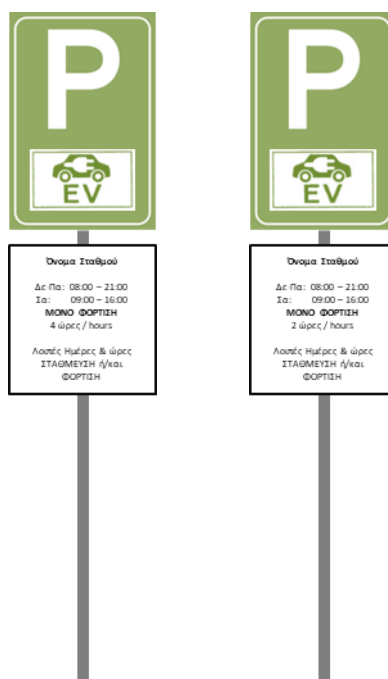 P
EV
Όνομα Σταθμού
Δε-Πα: 08:00 – 21:00
Σα: 09:00 – 16:00
ΜΟΝΟ ΦΟΡΤΙΣΗ
4 ώρες / hours
Λοιπές Ημέρες & ώρες
ΣΤΑΘΜΕΥΣΗ ή/και
ΦΟΡΤΙΣΗ
P
EV
Όνομα Σταθμού
Δε-Πα: 08:00 – 21:00
Σα: 09:00 – 16:00
ΜΟΝΟ ΦΟΡΤΙΣΗ
2 ώρες / hours
Λοιπές Ημέρες & ώρες
ΣΤΑΘΜΕΥΣΗ ή/και
ΦΟΡΤΙΣΗ